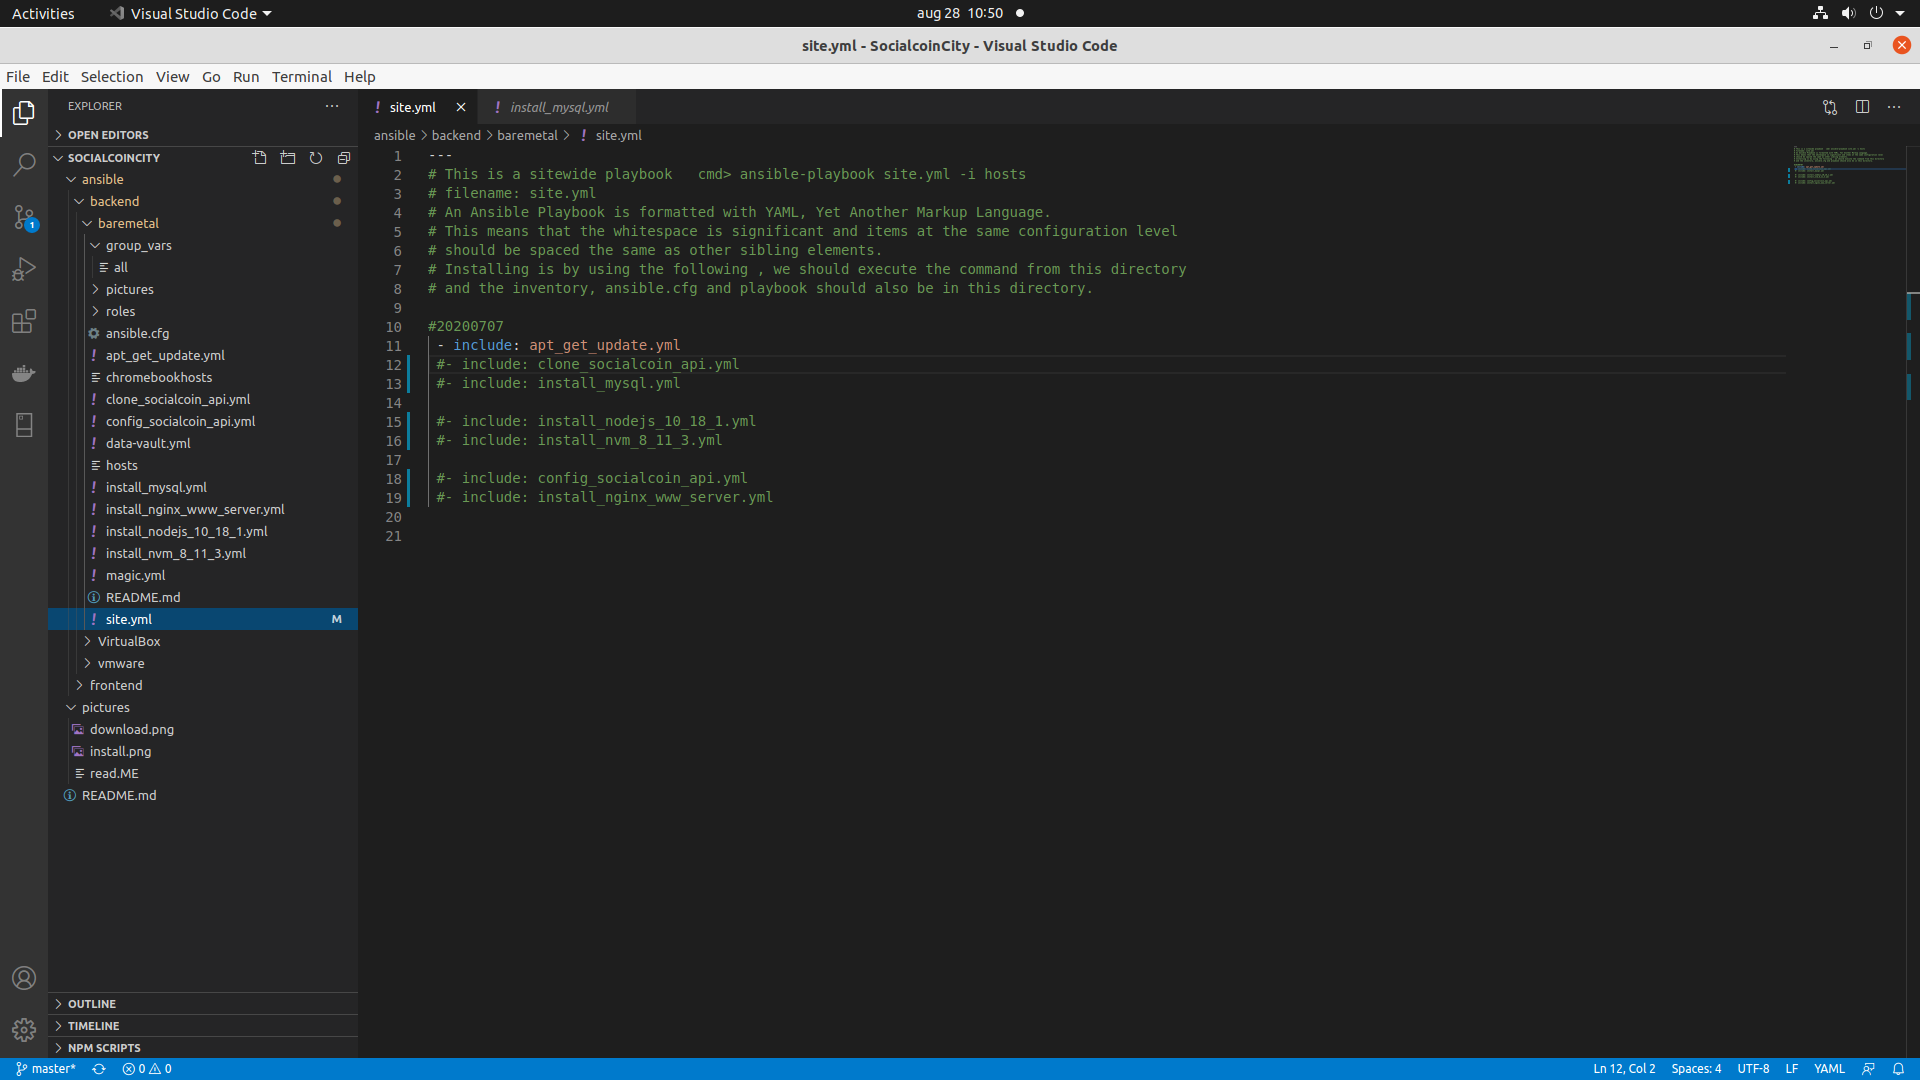 Activities Visual Studio Code aug 28 10:50
site.yml - SocialcoinCity - Visual Studio Code
File Edit Selection View Go Run Terminal Help
EXPLORER
OPEN EDITORS
SOCIALCOINCITY
ansible
backend
baremetal
group_vars
all
pictures
roles
ansible.cfg
apt_get_update.yml
chromebookhosts
clone_socialcoin_api.yml
config_socialcoin_api.yml
data-vault.yml
hosts
install_mysql.yml
install_nginx_www_server.yml
install_nodejs_10_18_1.yml
install_nvm_8_11_3.yml
magic.yml
README.md
site.yml M
VirtualBox
vmware
frontend
pictures
download.png
install.png
read.ME
README.md
OUTLINE
TIMELINE
NPM SCRIPTS
! site.yml ! install_mysql.yml
ansible > backend > baremetal > ! site.yml
1 ---
2 # This is a sitewide playbook   cmd> ansible-playbook site.yml -i hosts
3 # filename: site.yml
4 # An Ansible Playbook is formatted with YAML, Yet Another Markup Language.
5 # This means that the whitespace is significant and items at the same configuration level
6 # should be spaced the same as other sibling elements.
7 # Installing is by using the following , we should execute the command from this directory
8 # and the inventory, ansible.cfg and playbook should also be in this directory.
9
10 #20200707
11 - include: apt_get_update.yml
12 #- include: clone_socialcoin_api.yml
13 #- include: install_mysql.yml
14
15 #- include: install_nodejs_10_18_1.yml
16 #- include: install_nvm_8_11_3.yml
17
18 #- include: config_socialcoin_api.yml
19 #- include: install_nginx_www_server.yml
20
21
1
master* 0 0 Ln 12, Col 2 Spaces: 4 UTF-8 LF YAML